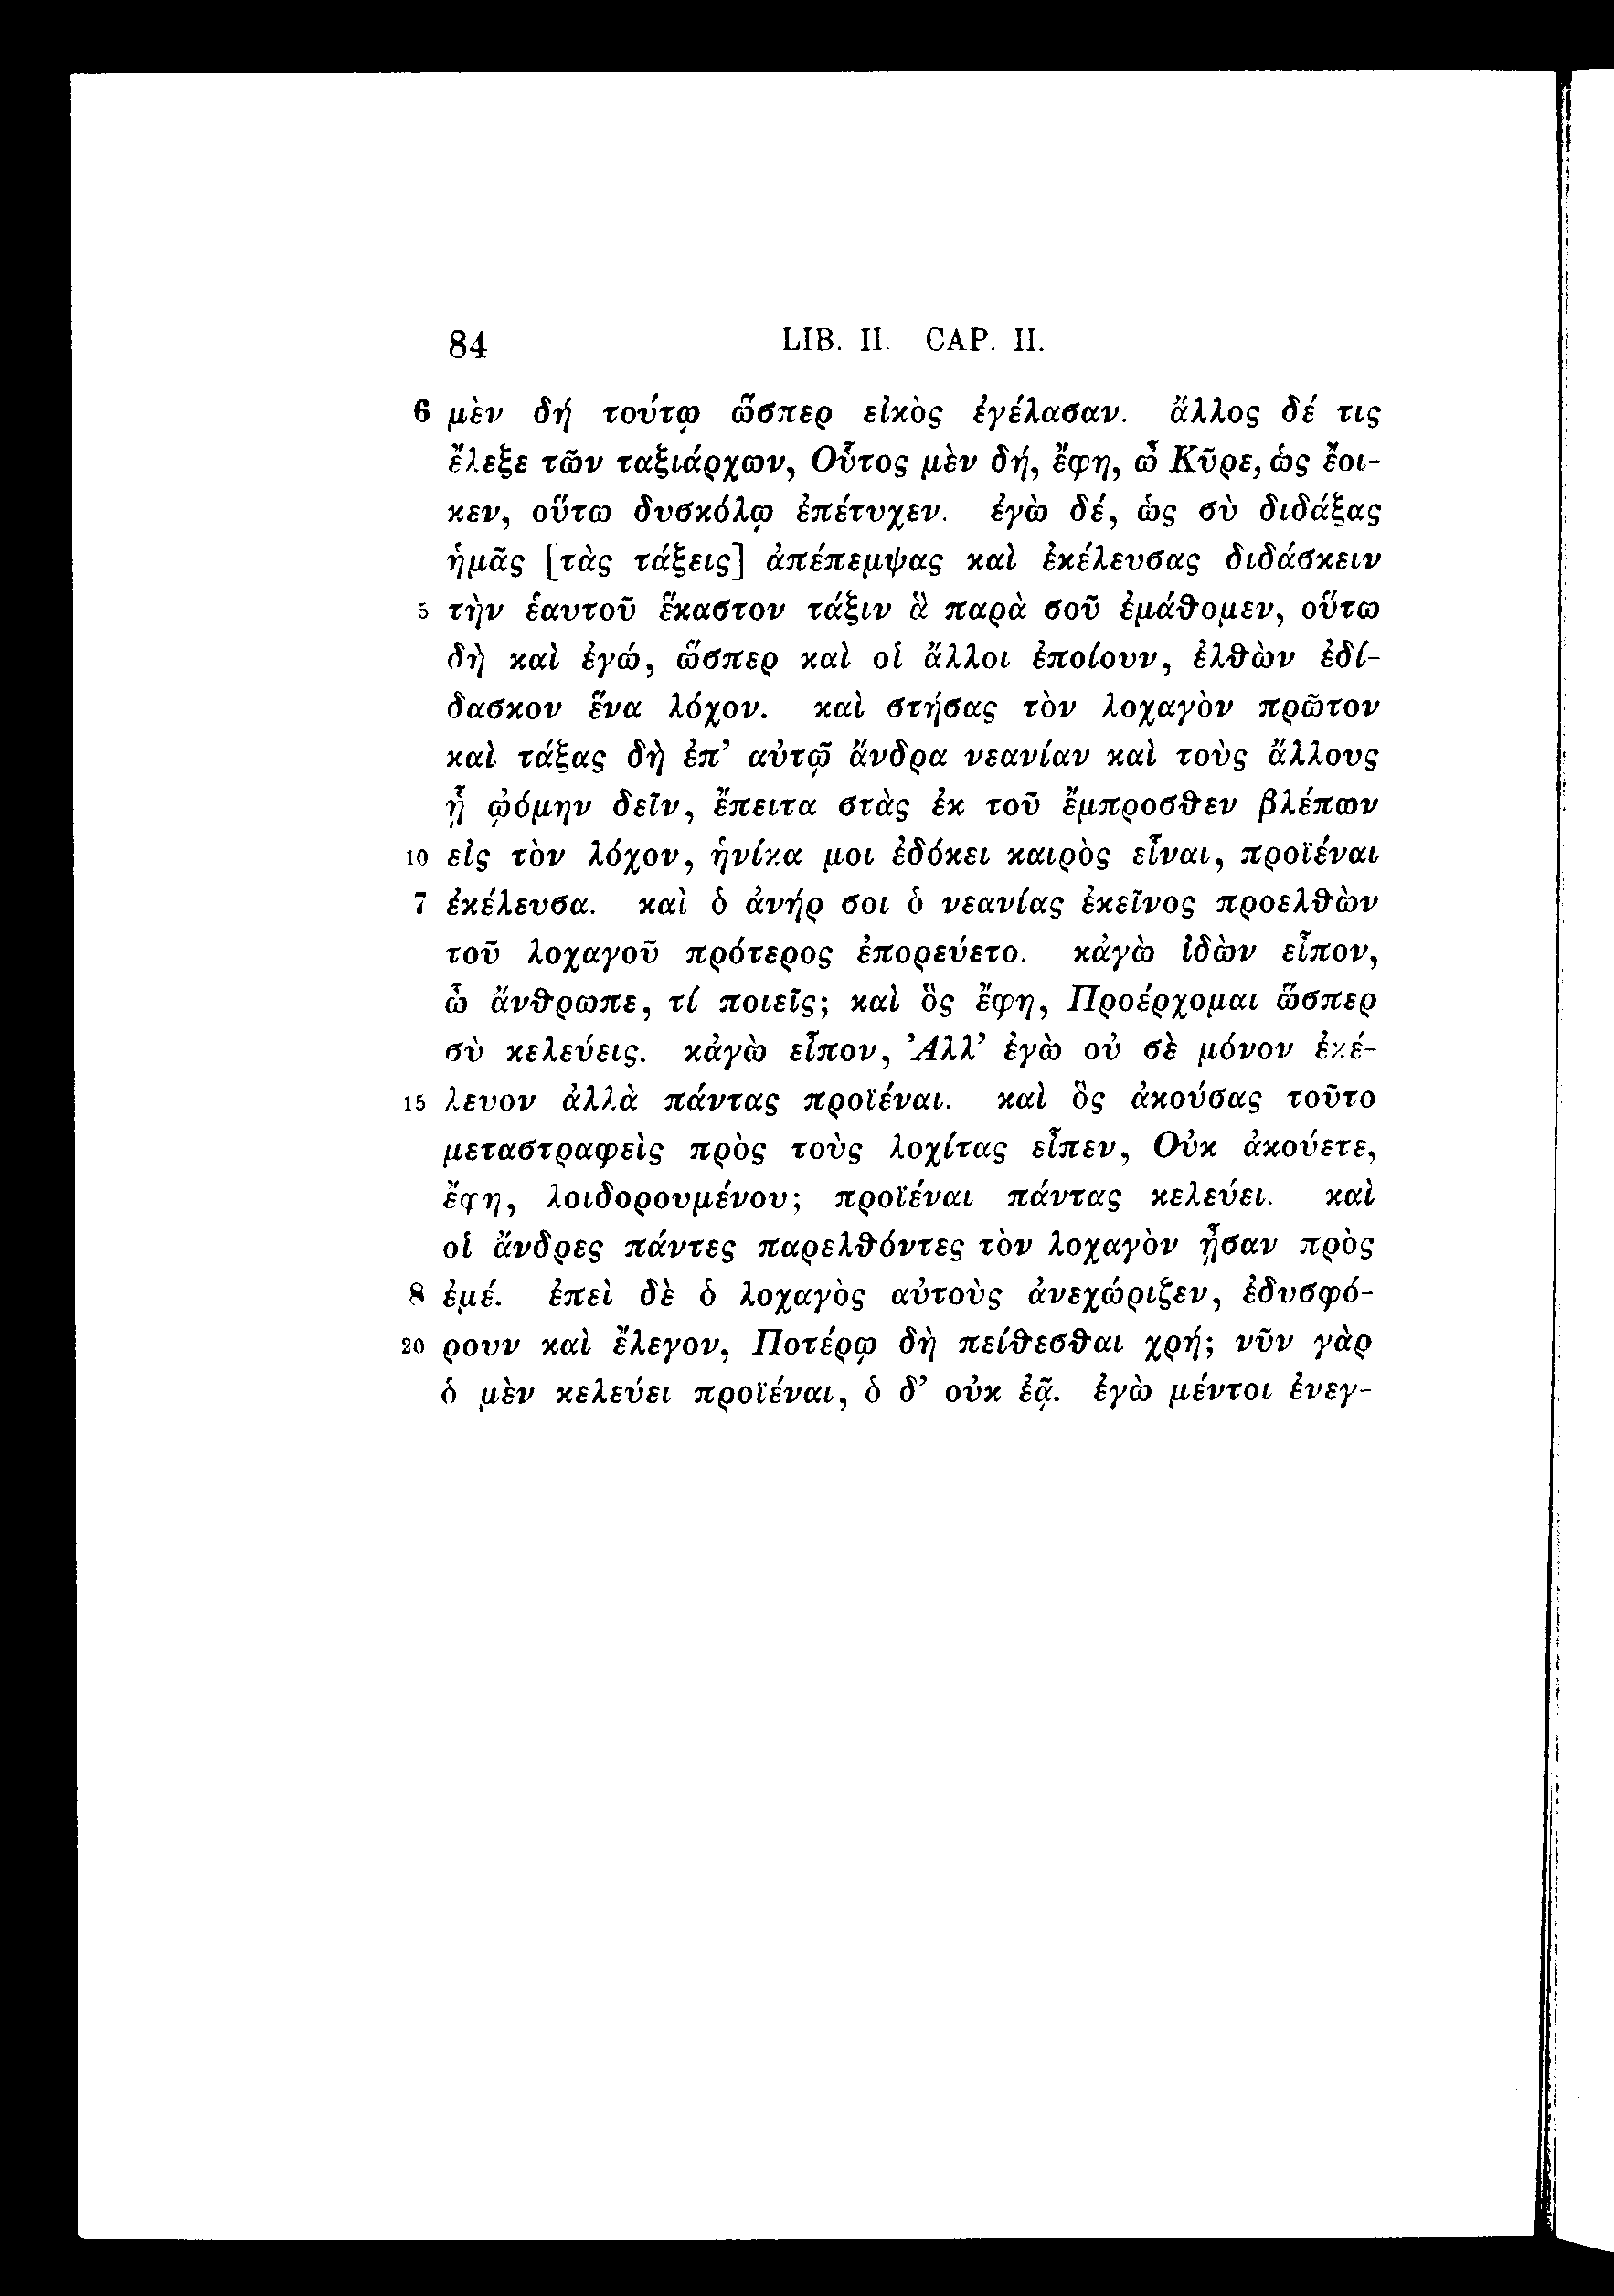 84 LIB. II. CAP. II.
6 μὲν δή τούτῳ ὥσπερ εἰκὸς ἐγέλασαν. ἄλλος δέ τις
ἔλεξε τῶν ταξιάρχων, Οὗτος μὲν δή, ἔφη, ὦ Κῦρε, ὡς ἔοι-
κεν, οὕτω δυσκόλῳ ἐπέτυχεν. ἐγὼ δέ, ὡς σὺ διδάξας
ἡμᾶς [τὰς τάξεις] ἀπέπεμψας καὶ ἐκέλευσας διδάσκειν
5 τὴν ἑαυτοῦ ἕκαστον τάξιν ἃ παρὰ σοῦ ἐμάθομεν, οὕτω
δὴ καὶ ἐγώ, ὥσπερ καὶ οἱ ἄλλοι ἐποίουν, ἐλθὼν ἐδί-
δασκον ἕνα λόχον. καὶ στήσας τὸν λοχαγὸν πρῶτον
καὶ τάξας δὴ ἐπ’ αὐτῷ ἄνδρα νεανίαν καὶ τοὺς ἄλλους
ᾗ ᾠόμην δεῖν, ἔπειτα στὰς ἐκ τοῦ ἔμπροσθεν βλέπων
10 εἰς τὸν λόχον, ἡνίκα μοι ἐδόκει καιρὸς εἶναι, προϊέναι
7 ἐκέλευσα. καὶ ὁ ἀνήρ σοι ὁ νεανίας ἐκεῖνος προελθὼν
τοῦ λοχαγοῦ πρότερος ἐπορεύετο. κἀγὼ ἰδὼν εἶπον,
ὦ ἄνθρωπε, τί ποιεῖς; καὶ ὃς ἔφη, Προέρχομαι ὥσπερ
σὺ κελεύεις. κἀγὼ εἶπον, Ἀλλ’ ἐγὼ οὐ σὲ μόνον ἐκέ-
15 λευον ἀλλὰ πάντας προϊέναι. καὶ ὃς ἀκούσας τοῦτο
μεταστραφεὶς πρὸς τοὺς λοχίτας εἶπεν, Οὐκ ἀκούετε,
ἔφη, λοιδορουμένου; προϊέναι πάντας κελεύει. καὶ
οἱ ἄνδρες πάντες παρελθόντες τὸν λοχαγὸν ᾖσαν πρὸς
8 ἐμέ. ἐπεὶ δὲ ὁ λοχαγὸς αὐτοὺς ἀνεχώριζεν, ἐδυσφό-
20 ρουν καὶ ἔλεγον, Ποτέρῳ δὴ πείθεσθαι χρή; νῦν γὰρ
ὁ μὲν κελεύει προϊέναι, ὁ δ’ οὐκ ἐᾷ. ἐγὼ μέντοι ἐνεγ-